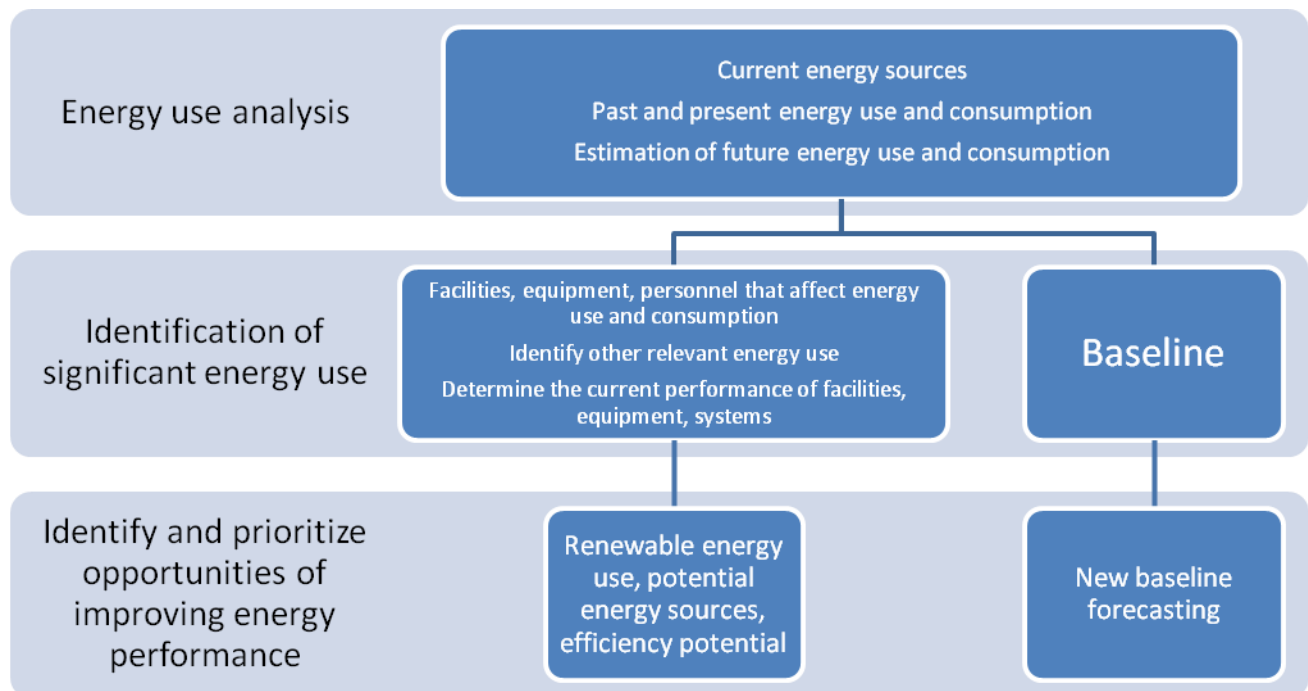 Energy use analysis
Current energy sources
Past and present energy use and consumption
Estimation of future energy use and consumption
Identification of
significant energy use
Facilities, equipment, personnel that affect energy
use and consumption
Identify other relevant energy use
Determine the current performance of facilities,
equipment, systems
Baseline
Identify and prioritize
opportunities of
improving energy
performance
Renewable energy
use, potential
energy sources,
efficiency potential
New baseline
forecasting